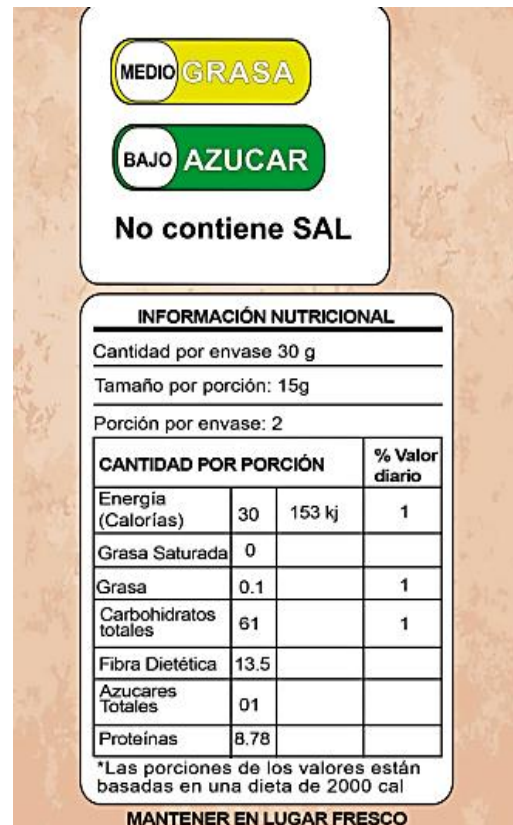 MEDIO GRASA
BAJO AZUCAR
No contiene SAL
INFORMACIÓN NUTRICIONAL
Cantidad por envase 30 g
Tamaño por porción: 15g
Porción por envase: 2
CANTIDAD POR PORCIÓN
% Valor
diario
Energía
(Calorías) 30 153 kj 1
Grasa Saturada 0
Grasa 0.1 1
Carbohidratos
totales 61 1
Fibra Dietética 13.5
Azucares
Totales 01
Proteínas 8.78
*Las porciones de los valores están
basadas en una dieta de 2000 cal
MANTENER EN LUGAR FRESCO